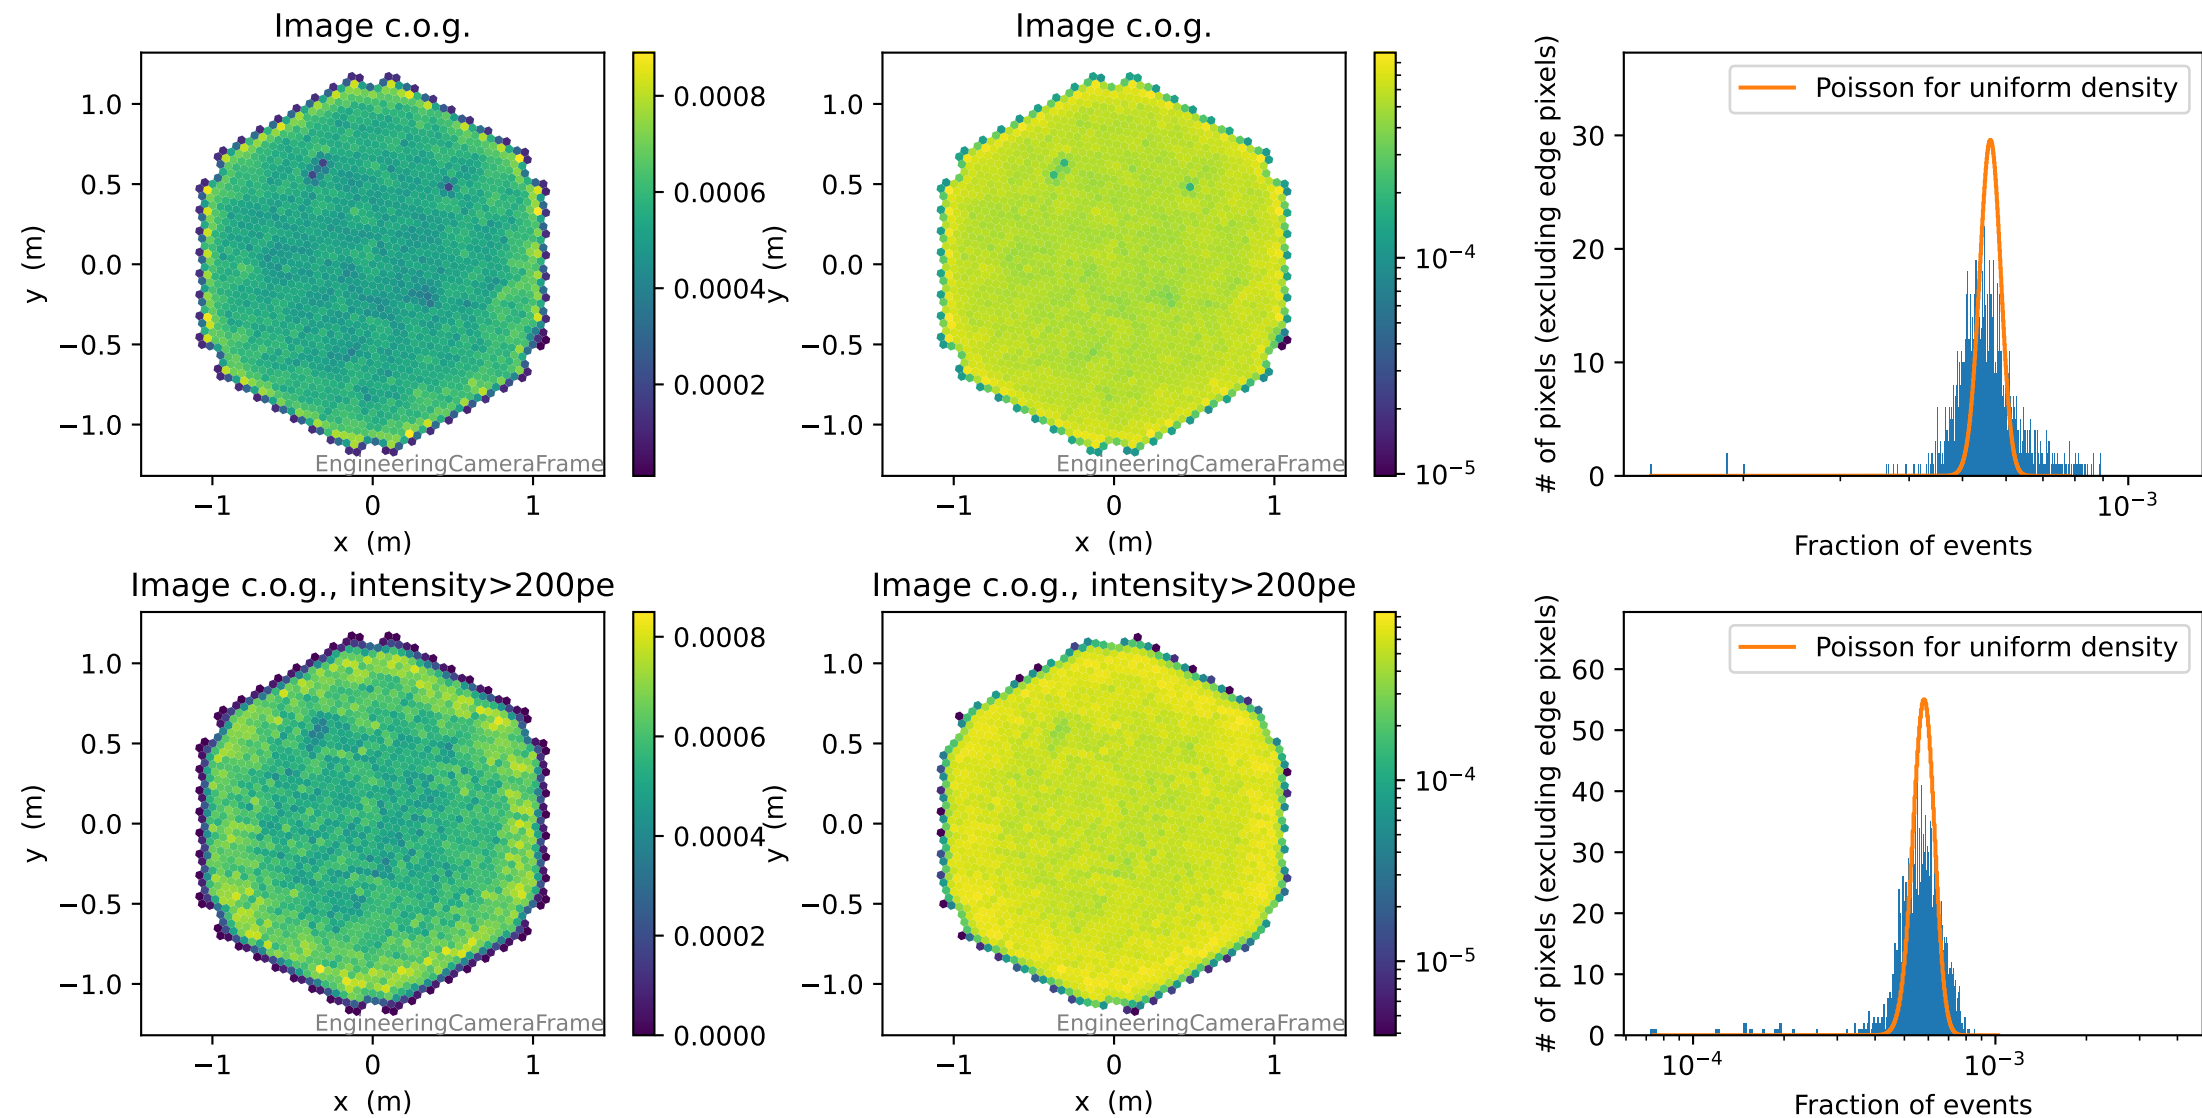 Image c.o.g.
y (m)
1.0
0.5
0.0
−0.5
−1.0
EngineeringCameraFrame
−1 0 1
x (m)
0.0008
0.0006
0.0004
0.0002
Image c.o.g.
y (m)
1.0
0.5
0.0
−0.5
−1.0
EngineeringCameraFrame
−1 0 1
x (m)
10⁻⁴
10⁻⁵
# of pixels (excluding edge pixels)
30
20
10
0
Poisson for uniform density
10⁻³
Fraction of events
Image c.o.g., intensity>200pe
y (m)
1.0
0.5
0.0
−0.5
−1.0
EngineeringCameraFrame
−1 0 1
x (m)
0.0008
0.0006
0.0004
0.0002
0.0000
Image c.o.g., intensity>200pe
y (m)
1.0
0.5
0.0
−0.5
−1.0
EngineeringCameraFrame
−1 0 1
x (m)
10⁻⁴
10⁻⁵
# of pixels (excluding edge pixels)
60
50
40
30
20
10
0
Poisson for uniform density
10⁻⁴ 10⁻³
Fraction of events